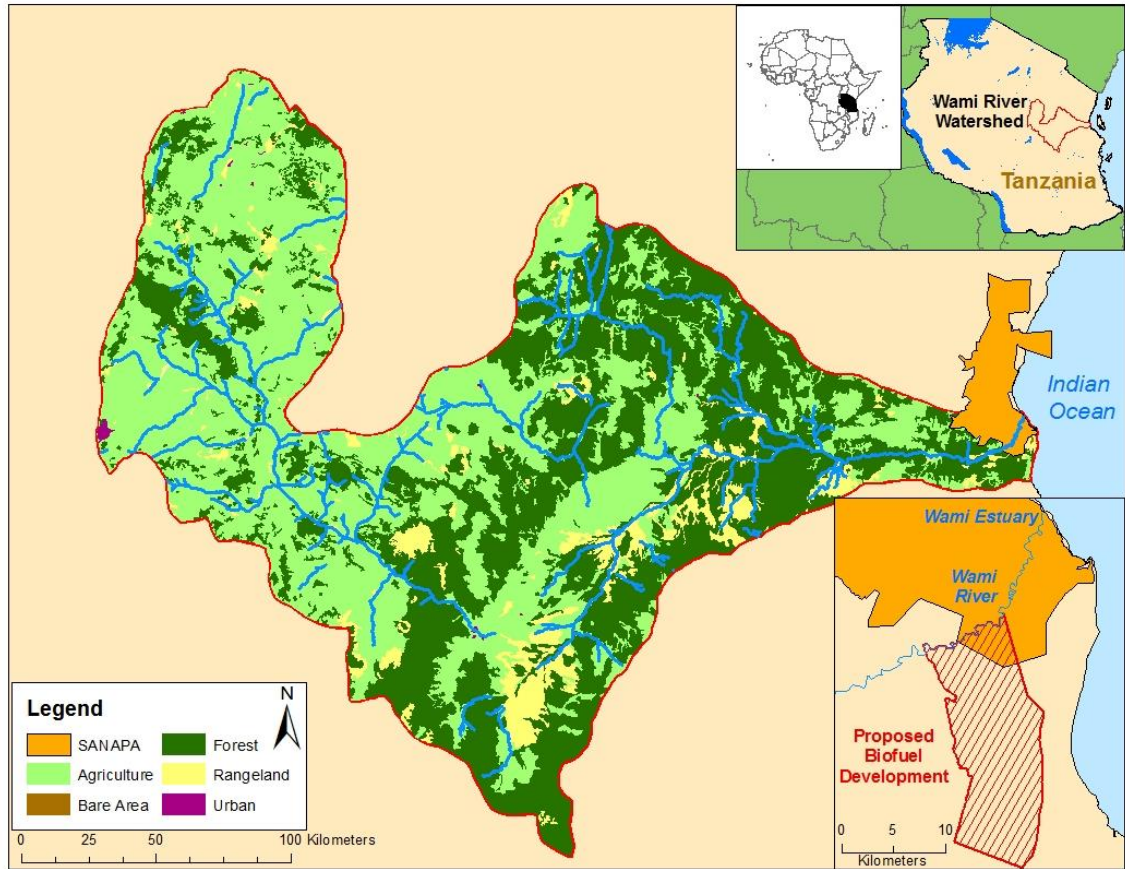 Wami River
Watershed
Tanzania
Indian
Ocean
Wami Estuary
Wami
River
Proposed
Biofuel
Development
0 5 10
Kilometers
Legend
N
SANAPA
Forest
Agriculture
Rangeland
Bare Area
Urban
0 25 50 100 Kilometers